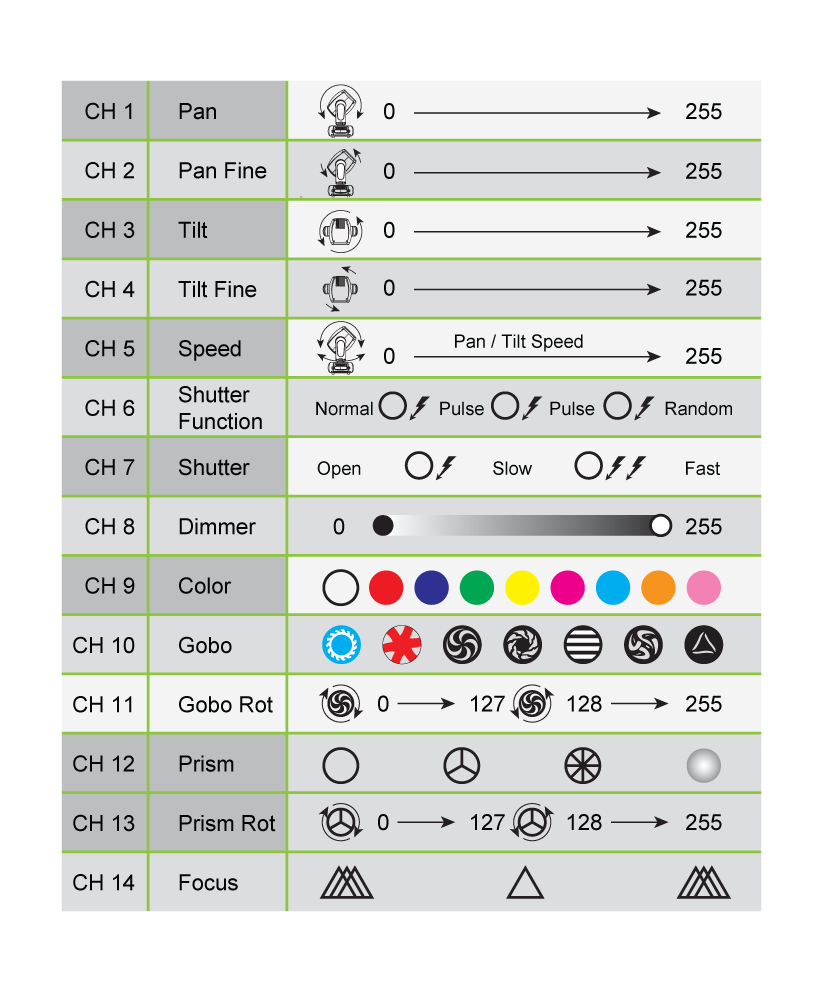 CH 1 Pan 0 255
CH 2 Pan Fine 0 255
CH 3 Tilt 0 255
CH 4 Tilt Fine 0 255
CH 5 Speed 0 Pan / Tilt Speed 255
CH 6 Shutter
Function Normal Pulse Pulse Random
CH 7 Shutter Open Slow Fast
CH 8 Dimmer 0 255
CH 9 Color
CH 10 Gobo
CH 11 Gobo Rot 0 127 128 255
CH 12 Prism
CH 13 Prism Rot 0 127 128 255
CH 14 Focus